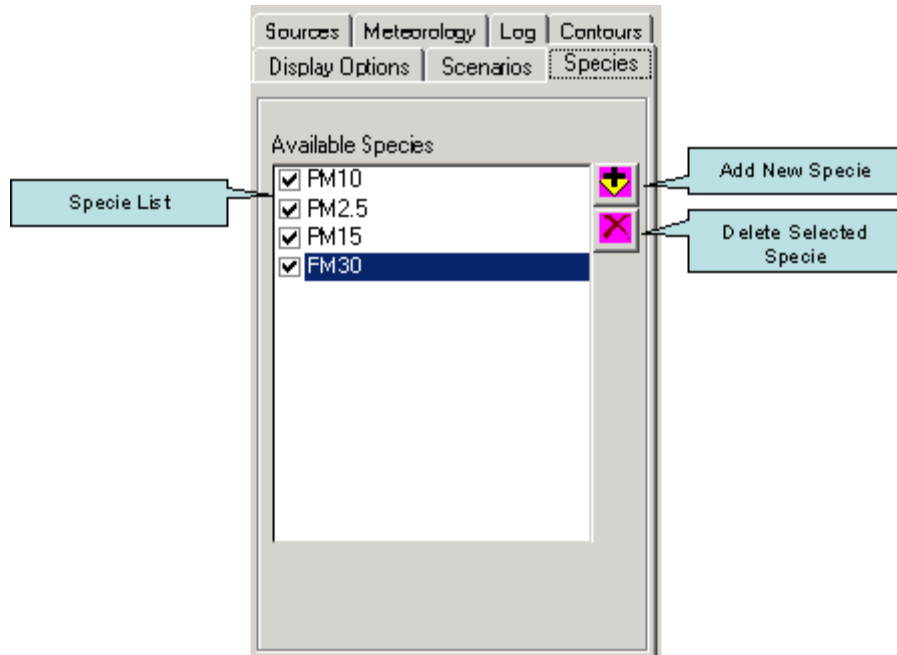 Sources Meteorology Log Contours
Display Options Scenarios Species
Available Species
PM10
PM2.5
PM15
PM30
Specie List
Add New Specie
Delete Selected
Specie